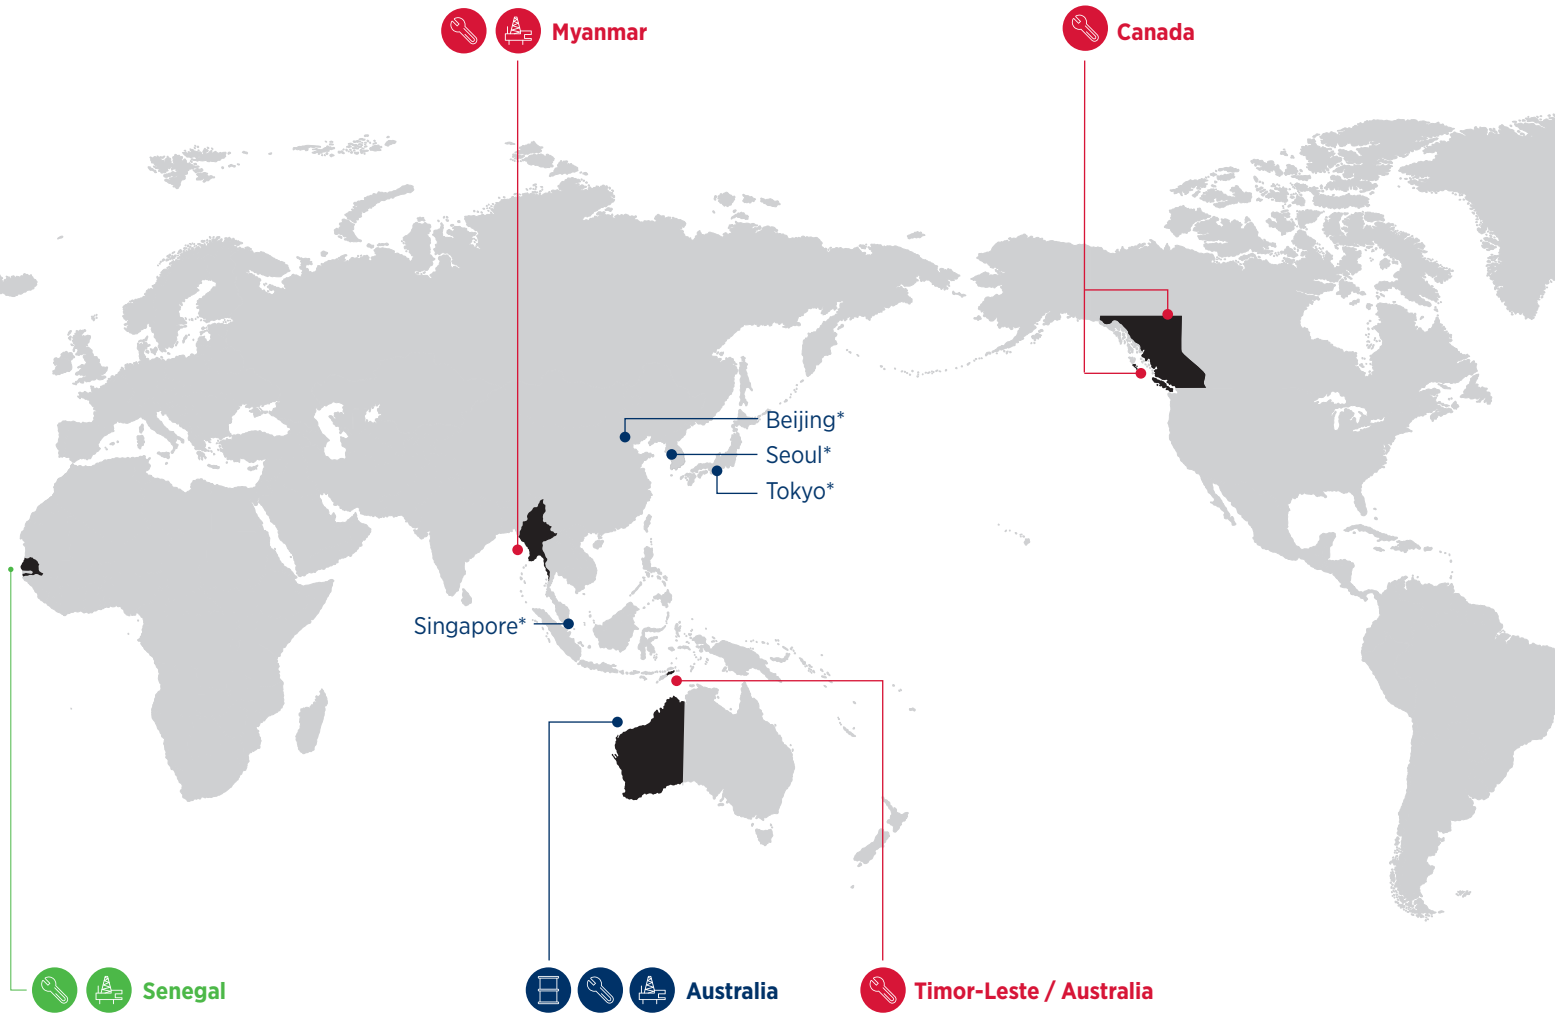 Myanmar
Canada
Beijing*
Seoul*
Tokyo*
Singapore*
Senegal
Australia
Timor-Leste / Australia